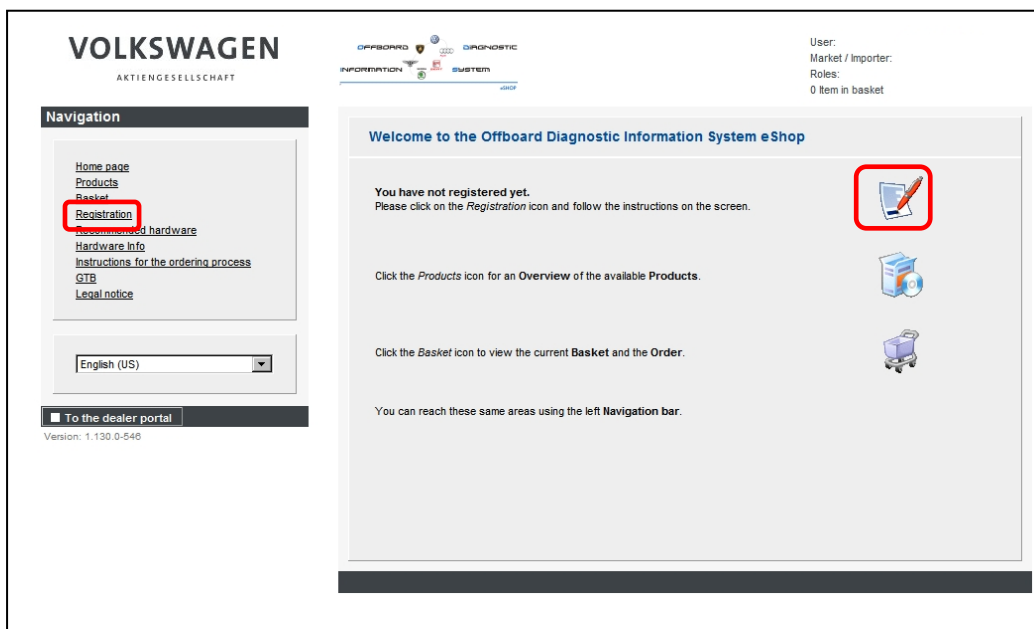 VOLKSWAGEN
AKTIENGESELLSCHAFT
OFFBOARD DIAGNOSTIC
INFORMATION SYSTEM
eSHOP
User:
Market / Importer:
Roles:
0 Item in basket
Navigation
Home page
Products
Basket
Registration
Recommended hardware
Hardware Info
Instructions for the ordering process
GTB
Legal notice
English (US)
To the dealer portal
Version: 1.130.0-546
Welcome to the Offboard Diagnostic Information System eShop
You have not registered yet.
Please click on the Registration icon and follow the instructions on the screen.
Click the Products icon for an Overview of the available Products.
Click the Basket icon to view the current Basket and the Order.
You can reach these same areas using the left Navigation bar.